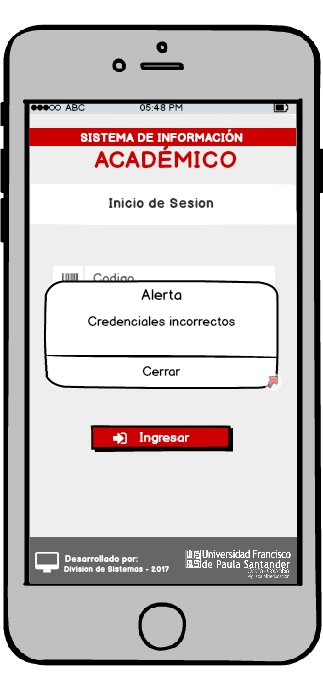 ABC 05:48 PM
SISTEMA DE INFORMACIÓN
ACADÉMICO
Inicio de Sesion
Codigo
Alerta
Credenciales incorrectos
Cerrar
Ingresar
Desarrollado por:
Division de Sistemas - 2017
Universidad Francisco
de Paula Santander